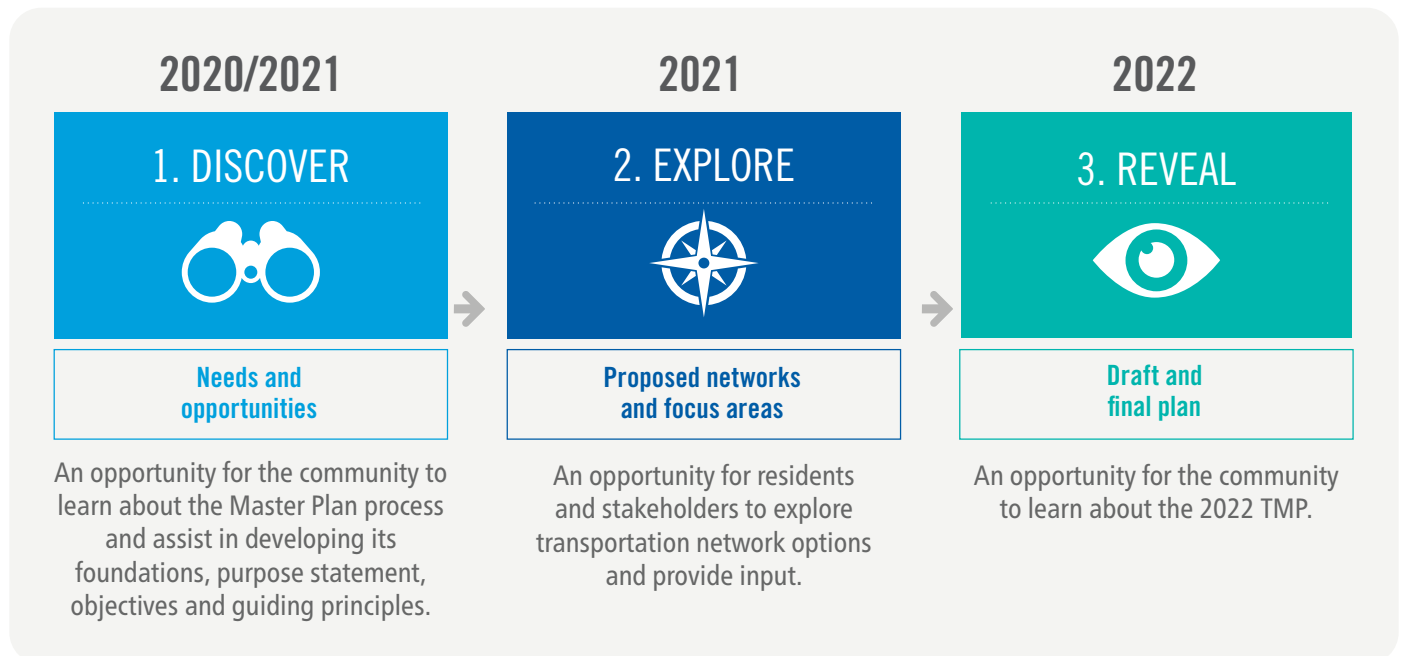 2020/2021
1. DISCOVER
Needs and
opportunities
An opportunity for the community to
learn about the Master Plan process
and assist in developing its
foundations, purpose statement,
objectives and guiding principles.
2021
2. EXPLORE
Proposed networks
and focus areas
An opportunity for residents
and stakeholders to explore
transportation network options
and provide input.
2022
3. REVEAL
Draft and
final plan
An opportunity for the community
to learn about the 2022 TMP.